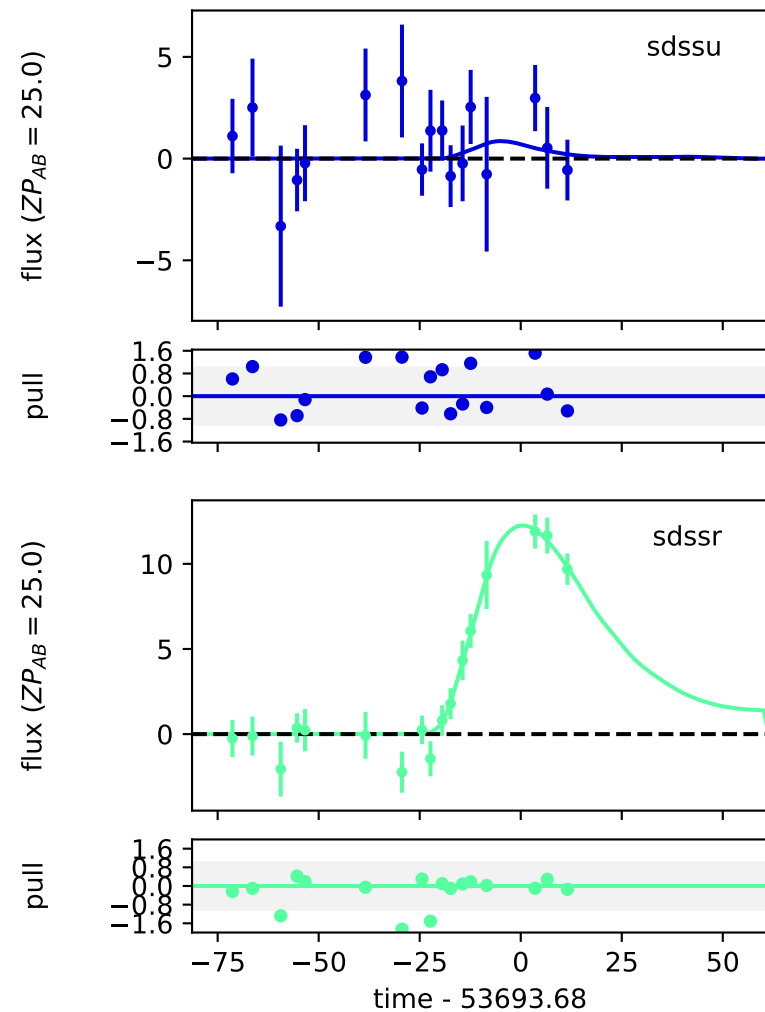 sdssu
5
0
−5
flux (ZP_AB = 25.0)
1.6
0.8
0.0
−0.8
−1.6
pull
sdssr
10
5
0
flux (ZP_AB = 25.0)
1.6
0.8
0.0
−0.8
−1.6
pull
−75 −50 −25 0 25 50
time - 53693.68